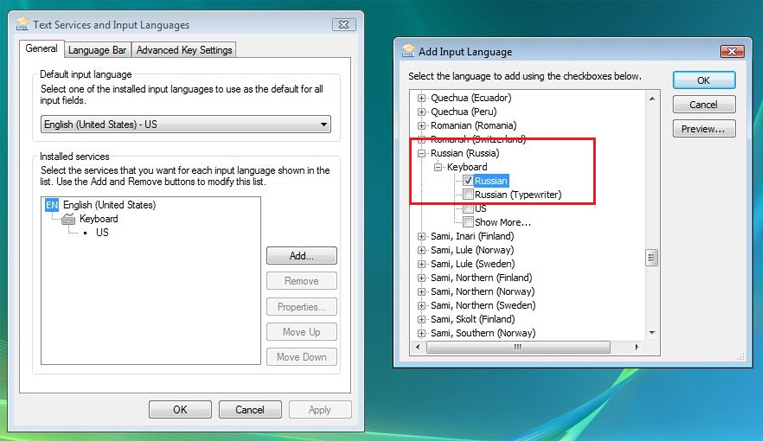 Text Services and Input Languages
General
Language Bar
Advanced Key Settings
Default input language
Select one of the installed input languages to use as the default for all
input fields.
English (United States) - US
Installed services
Select the services that you want for each input language shown in the
list. Use the Add and Remove buttons to modify this list.
EN English (United States)
Keyboard
US
Add...
Remove
Properties...
Move Up
Move Down
OK
Cancel
Apply
Add Input Language
Select the language to add using the checkboxes below.
OK
Cancel
Preview...
Quechua (Ecuador)
Quechua (Peru)
Romanian (Romania)
Romansh (Switzerland)
Russian (Russia)
Keyboard
Russian
Russian (Typewriter)
US
Show More...
Sami, Inari (Finland)
Sami, Lule (Norway)
Sami, Lule (Sweden)
Sami, Northern (Finland)
Sami, Northern (Norway)
Sami, Northern (Sweden)
Sami, Skolt (Finland)
Sami, Southern (Norway)